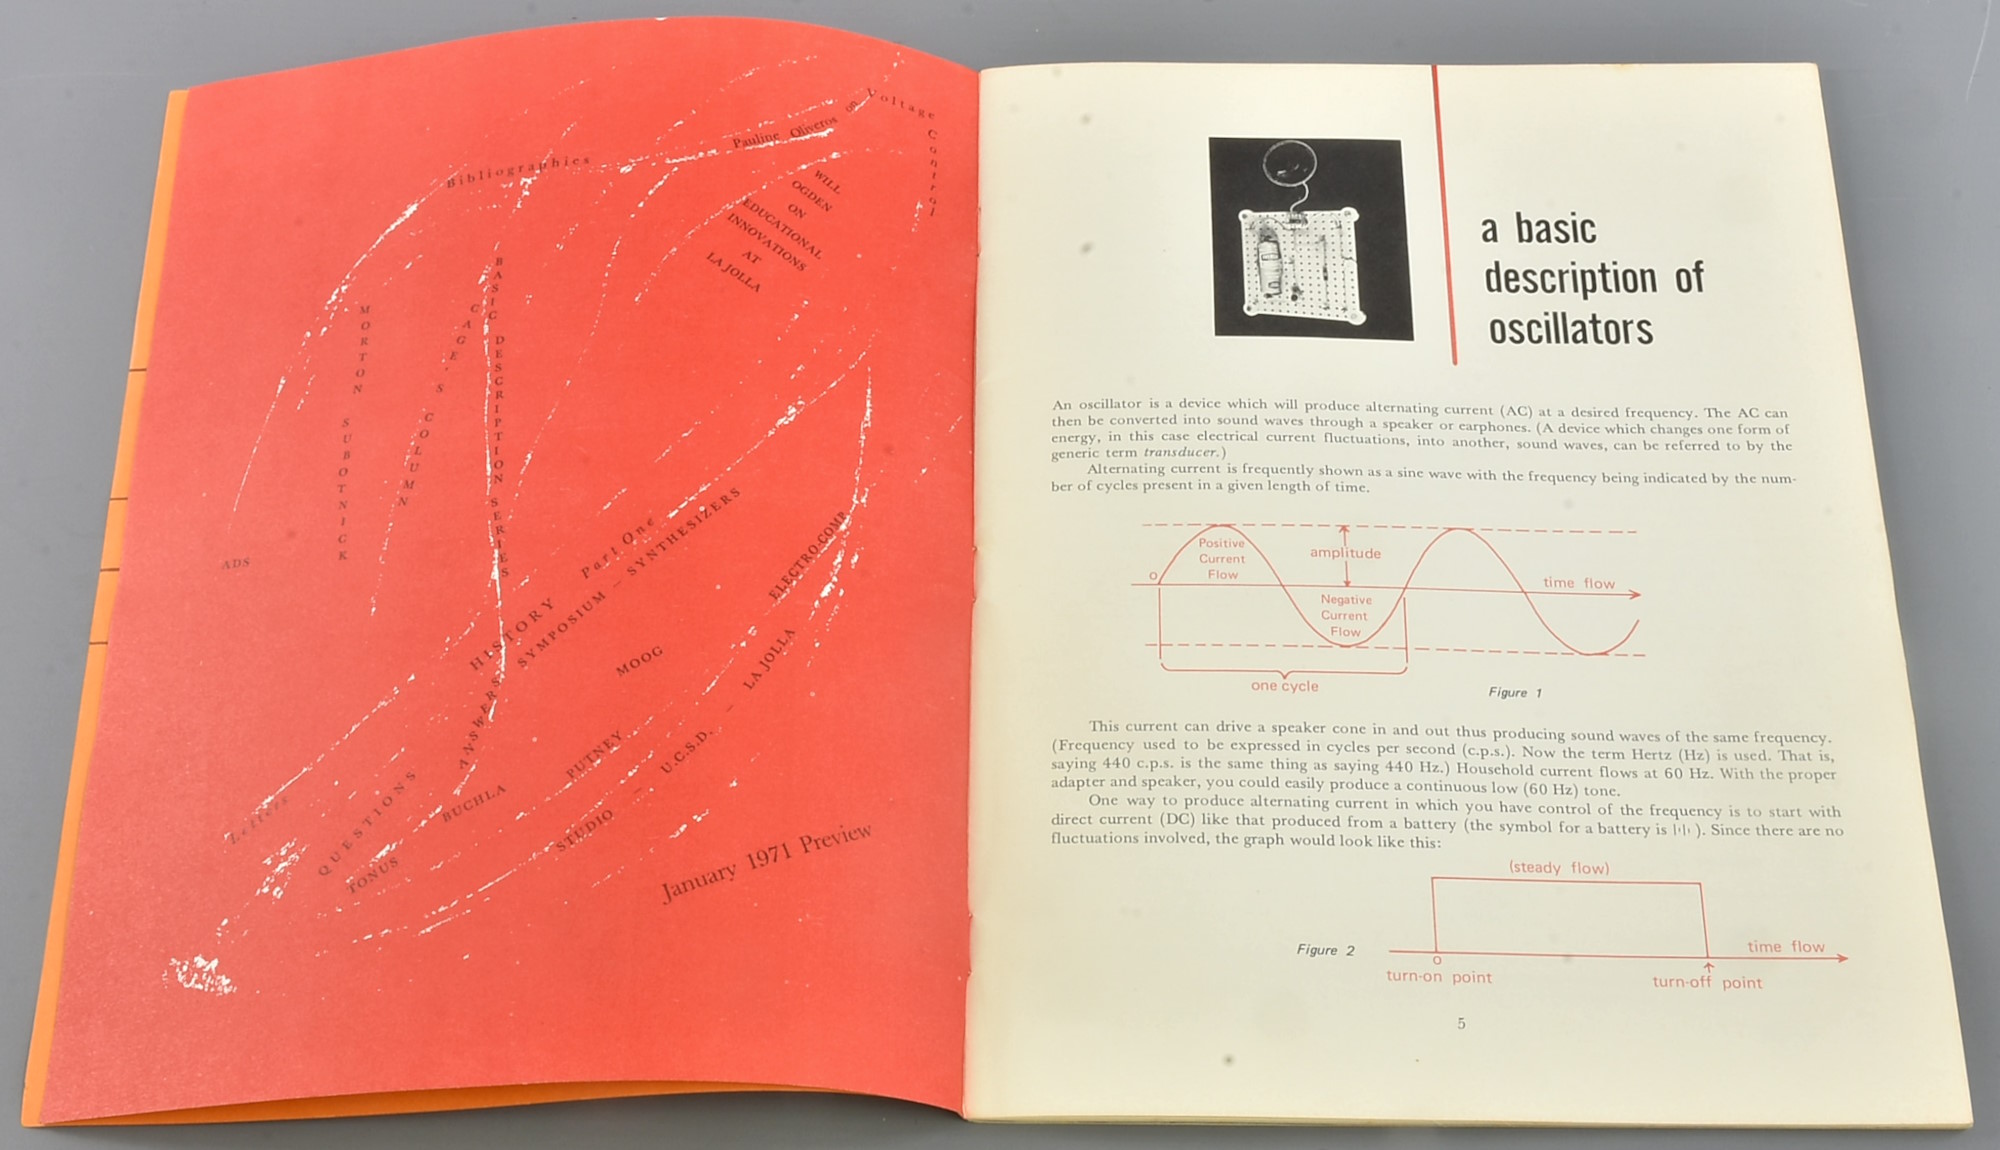 Bibliographies
Pauline Oliveros on Voltage Control
WILL
OGDEN
ON
EDUCATIONAL
INNOVATIONS
AT
LA JOLLA
MORTON SUBOTNICK
CAGE'S COLUMN
BASIC DESCRIPTION SERIES
ADS
HISTORY Part One
SYMPOSIUM – SYNTHESIZERS
ELECTRO.COMP
MOOG
ANSWERS
PUTNEY
STUDIO – U.C.S.D. – LA JOLLA
BUCHLA
Letters
QUESTIONS
TONUS
January 1971 Preview
a basic
description of
oscillators
An oscillator is a device which will produce alternating current (AC) at a desired frequency. The AC can
then be converted into sound waves through a speaker or earphones. (A device which changes one form of
energy, in this case electrical current fluctuations, into another, sound waves, can be referred to by the
generic term transducer.)
Alternating current is frequently shown as a sine wave with the frequency being indicated by the num-
ber of cycles present in a given length of time.
Positive
Current
Flow
amplitude
o
time flow
Negative
Current
Flow
one cycle
Figure 1
This current can drive a speaker cone in and out thus producing sound waves of the same frequency.
(Frequency used to be expressed in cycles per second (c.p.s.). Now the term Hertz (Hz) is used. That is,
saying 440 c.p.s. is the same thing as saying 440 Hz.) Household current flows at 60 Hz. With the proper
adapter and speaker, you could easily produce a continuous low (60 Hz) tone.
One way to produce alternating current in which you have control of the frequency is to start with
direct current (DC) like that produced from a battery (the symbol for a battery is |ı|ı ). Since there are no
fluctuations involved, the graph would look like this:
(steady flow)
Figure 2
time flow
o
turn-on point
turn-off point
5